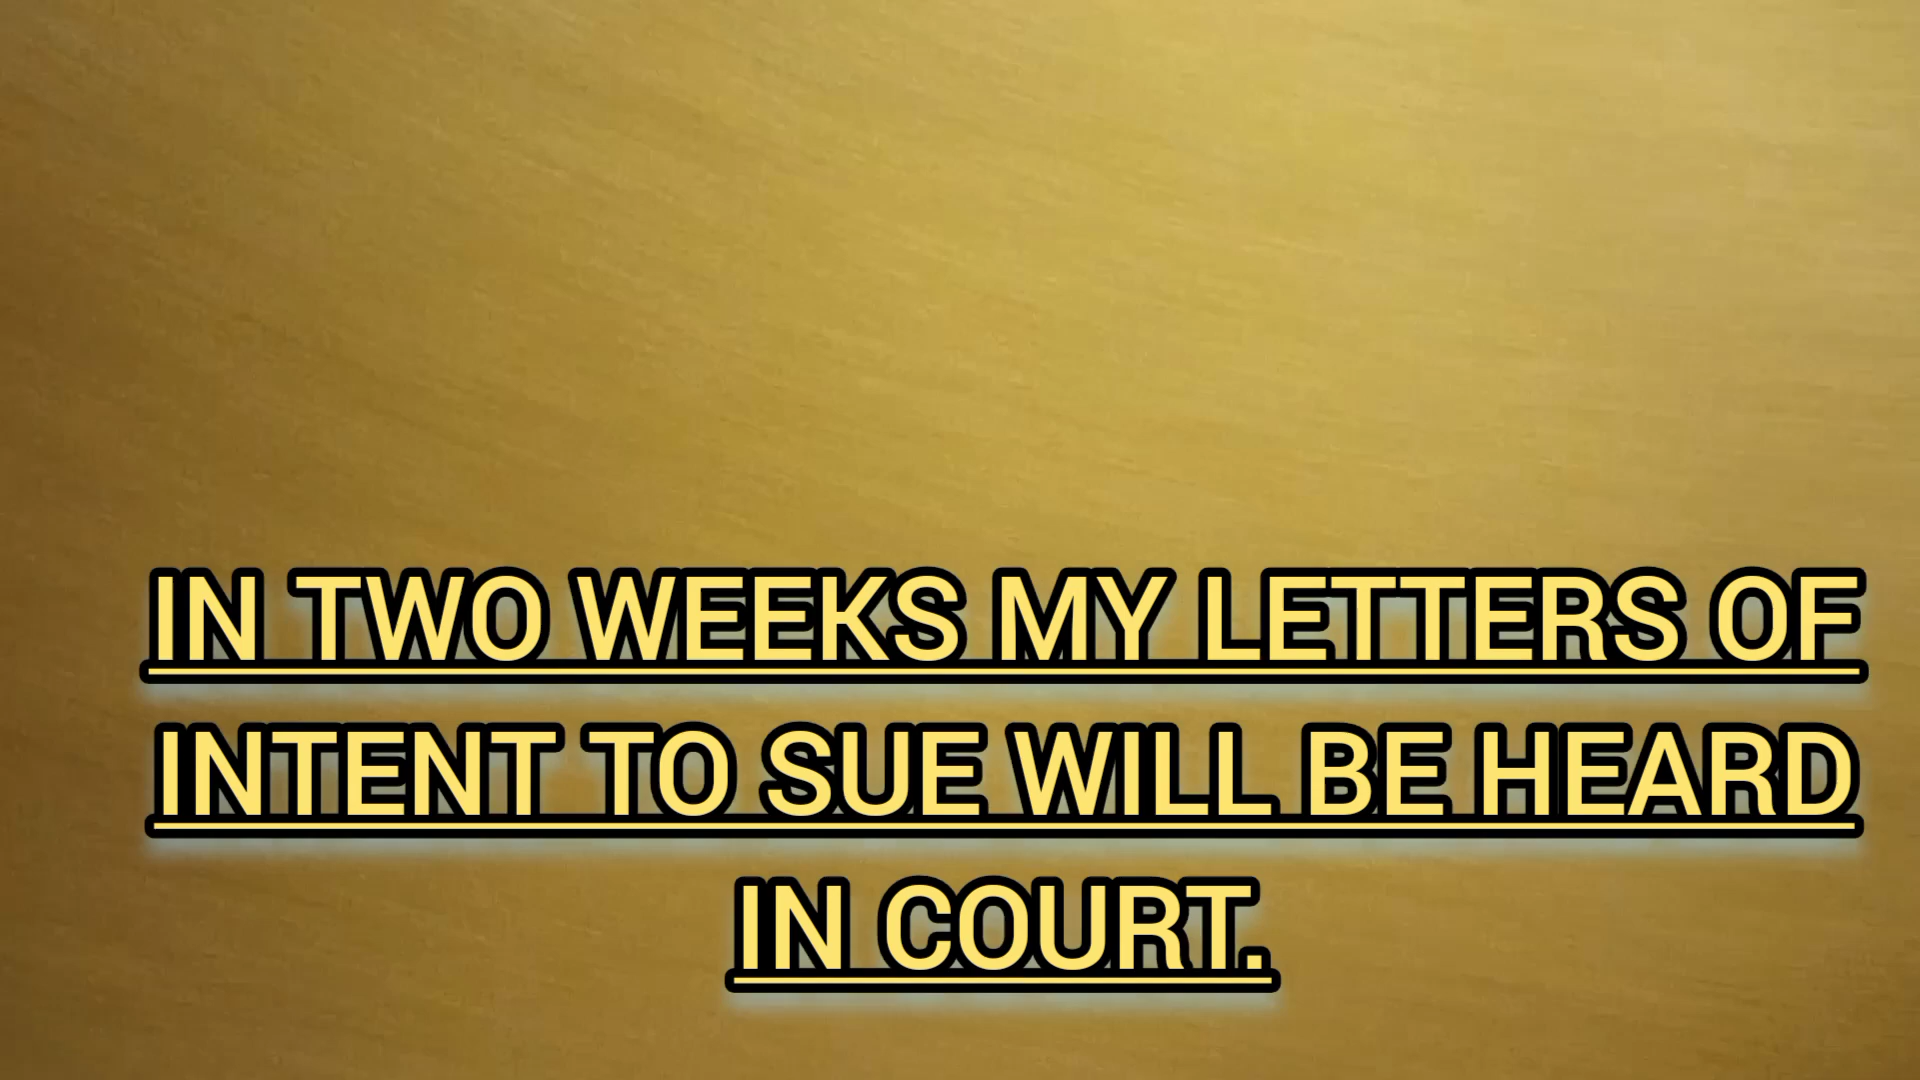 IN TWO WEEKS MY LETTERS OF
INTENT TO SUE WILL BE HEARD
IN COURT.